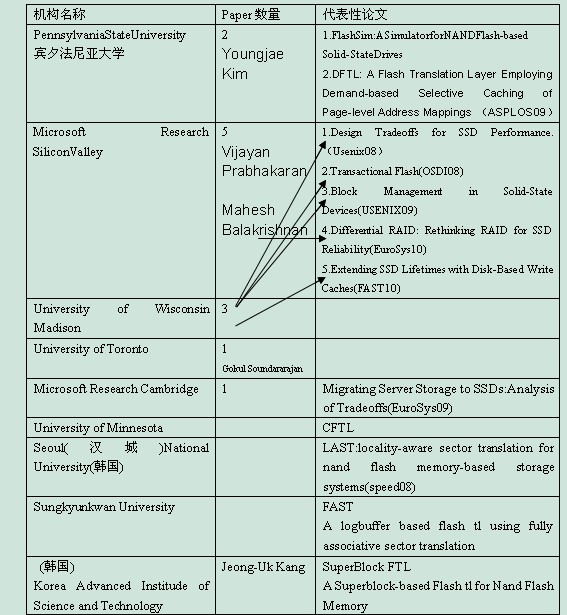 机构名称 Paper 数量 代表性论文
PennsylvaniaStateUniversity
宾夕法尼亚大学
2
Youngjae
Kim
1.FlashSim:ASimulatorforNANDFlash-based
Solid-StateDrives
2.DFTL: A Flash Translation Layer Employing
Demand-based Selective Caching of
Page-level Address Mappings （ASPLOS09）
Microsoft Research
SiliconValley
5
Vijayan
Prabhakaran
Mahesh
Balakrishnan
1.Design Tradeoffs for SSD Performance.
（Usenix08）
2.Transactional Flash(OSDI08)
3.Block Management in Solid-State
Devices(USENIX09)
4.Differential RAID: Rethinking RAID for SSD
Reliability(EuroSys10)
5.Extending SSD Lifetimes with Disk-Based Write
Caches(FAST10)
University of Wisconsin
Madison
3
University of Toronto
1
Gokul Soundararajan
Microsoft Research Cambridge
1
Migrating Server Storage to SSDs:Analysis
of Tradeoffs(EuroSys09)
University of Minnesota
CFTL
Seoul( 汉 城 )National
University(韩国)
LAST:locality-aware sector translation for
nand flash memory-based storage
systems(speed08)
Sungkyunkwan University
FAST
A logbuffer based flash tl using fully
associative sector translation
(韩国)
Korea Advanced Institude of
Science and Technology
Jeong-Uk Kang
SuperBlock FTL
A Superblock-based Flash tl for Nand Flash
Memory